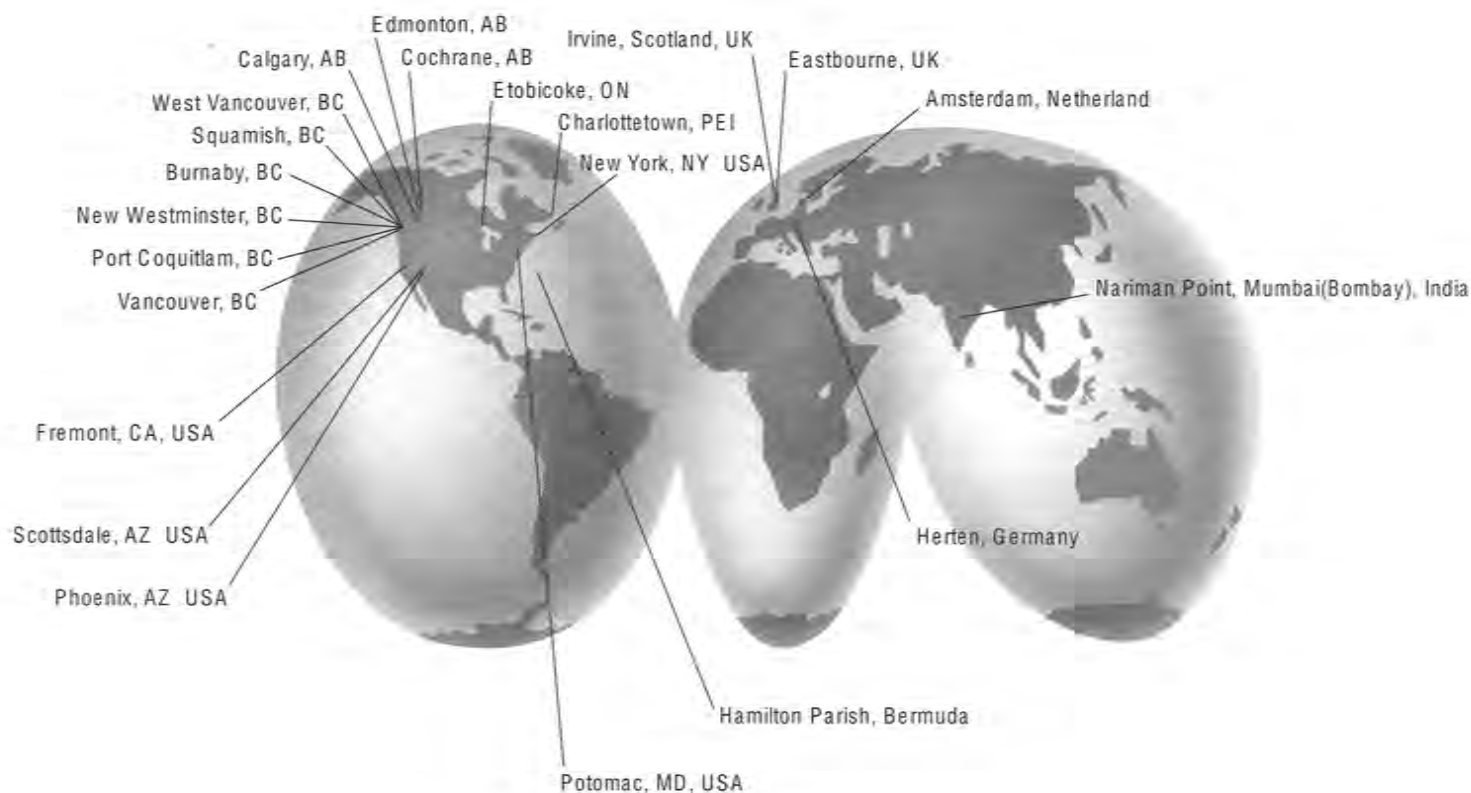 Edmonton, AB
Irvine, Scotland, UK
Calgary, AB
Cochrane, AB
Eastbourne, UK
Etobicoke, ON
Amsterdam, Netherland
West Vancouver, BC
Charlottetown, PEI
Squamish, BC
New York, NY USA
Burnaby, BC
New Westminster, BC
Port Coquitlam, BC
Nariman Point, Mumbai(Bombay), India
Vancouver, BC
Fremont, CA, USA
Scottsdale, AZ USA
Herten, Germany
Phoenix, AZ USA
Hamilton Parish, Bermuda
Potomac, MD, USA